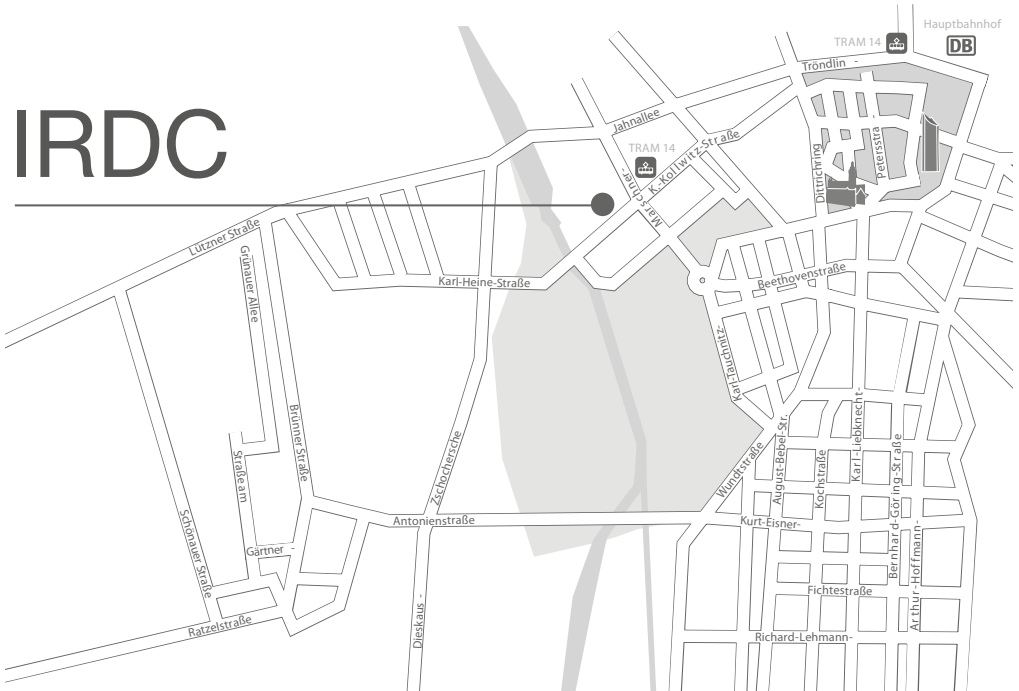 Hauptbahnhof
DB
TRAM 14
Tröndlin -
IRDC
Jahnallee
K.-Kollwitz-Straße
TRAM 14
Marschner-
Dittrichring
Petersstra -
Lützner Straße
Grünauer Allee
Karl-Heine-Straße
Beethovenstraße
Karl-Tauchnitz-
Brünner Straße
Zschochersche
Wundtstraße
August-Bebel-Str.
Kochstraße
Karl-Liebknecht-
Bernhard-Göring-Straße
Arthur-Hoffmann-
Straße am
Schönauer Straße
Antonienstraße
Kurt-Eisner-
Gärtner -
Fichtestraße
Dieskaus -
Ratzelstraße
Richard-Lehmann-